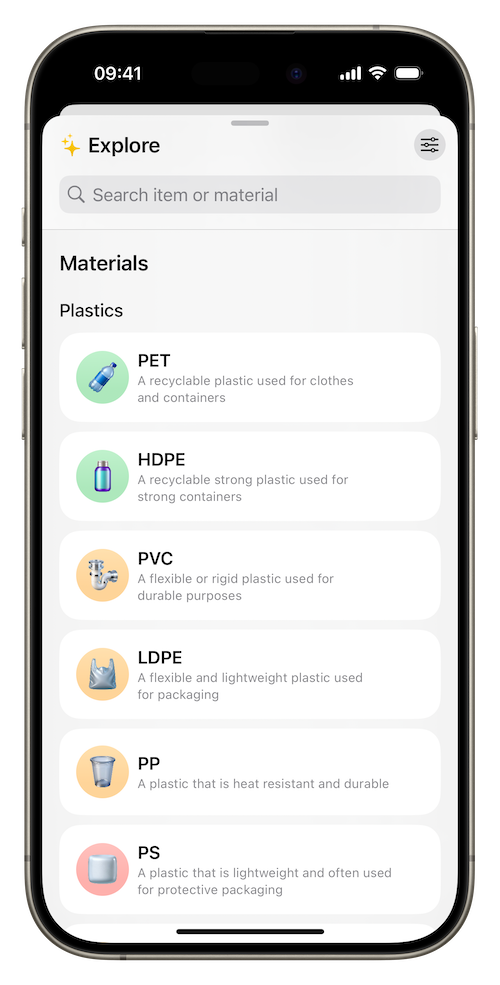 09:41
Explore
Search item or material
Materials
Plastics
PET
A recyclable plastic used for clothes
and containers
HDPE
A recyclable strong plastic used for
strong containers
PVC
A flexible or rigid plastic used for
durable purposes
LDPE
A flexible and lightweight plastic used
for packaging
PP
A plastic that is heat resistant and durable
PS
A plastic that is lightweight and often used
for protective packaging